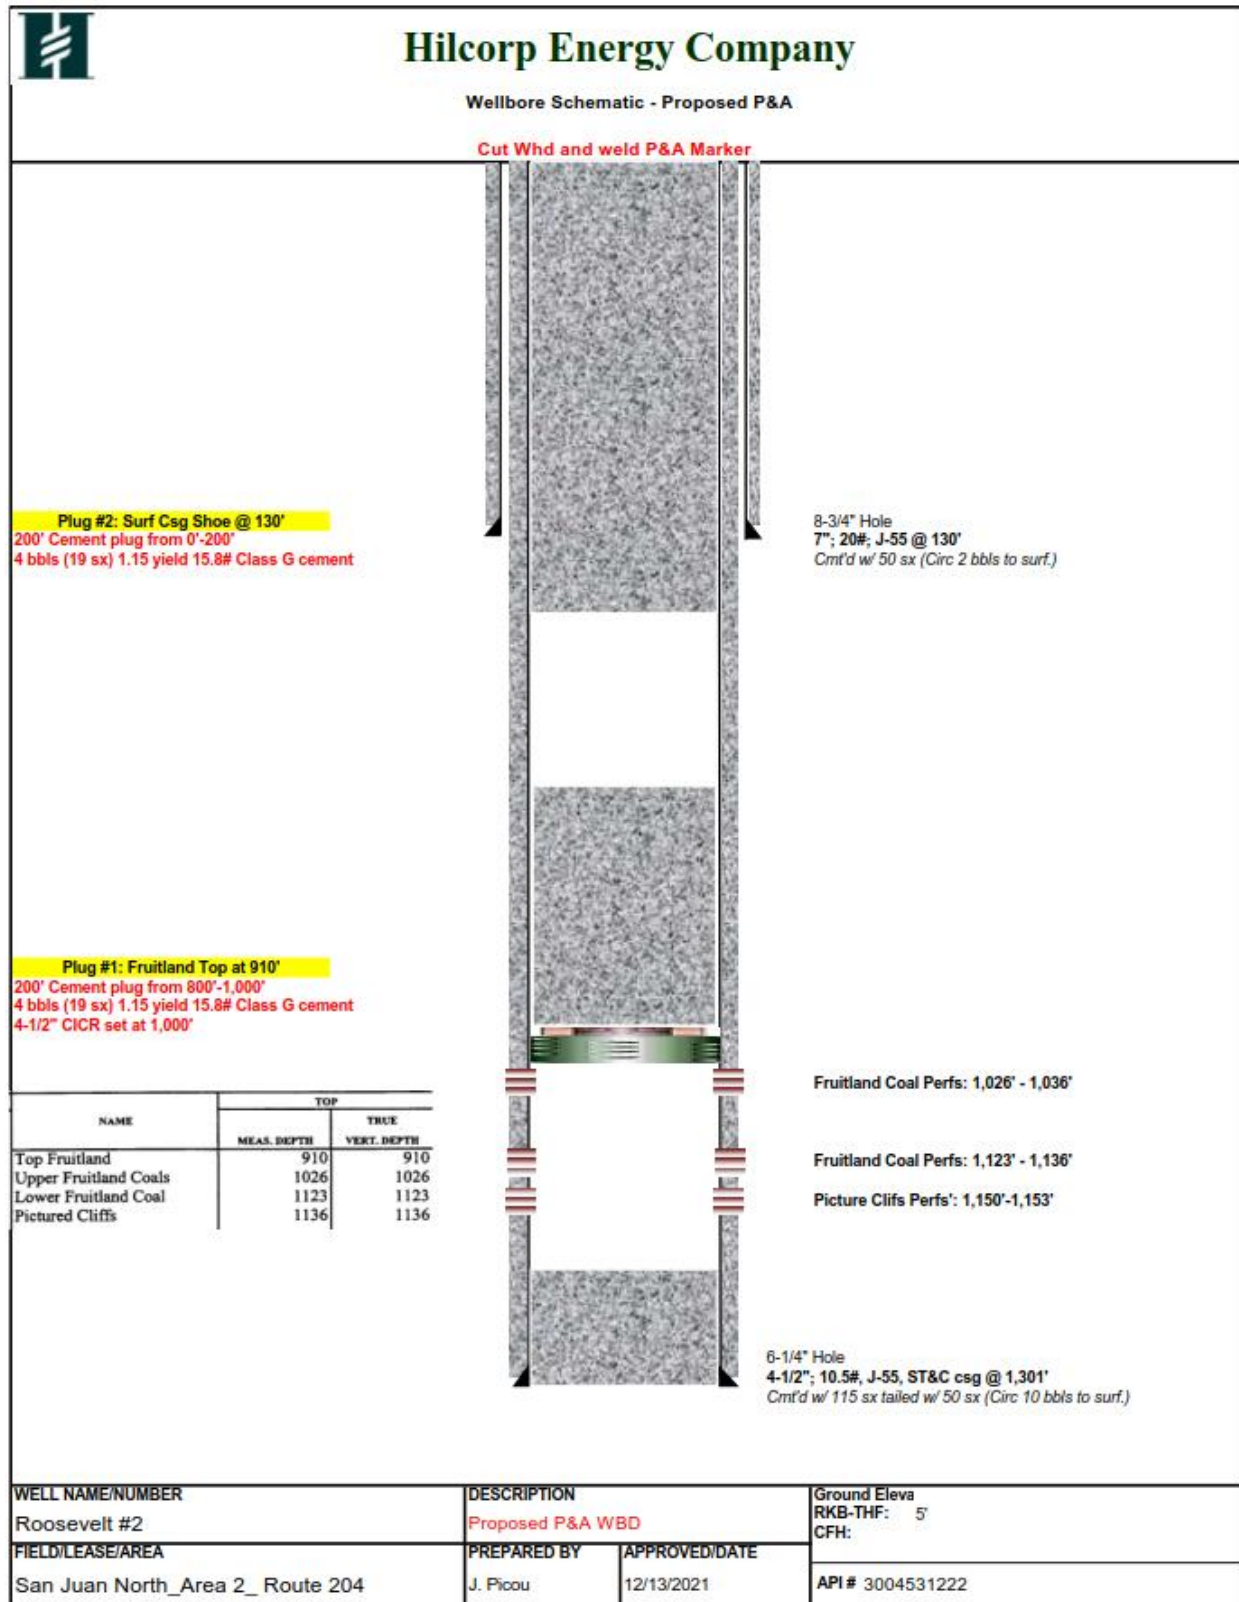 Hilcorp Energy Company
Wellbore Schematic - Proposed P&A
Cut Whd and weld P&A Marker
Plug #2: Surf Csg Shoe @ 130'
200' Cement plug from 0'-200'
4 bbls (19 sx) 1.15 yield 15.8# Class G cement
8-3/4" Hole
7"; 20#; J-55 @ 130'
Cmt'd w/ 50 sx (Circ 2 bbls to surf.)
Plug #1: Fruitland Top at 910'
200' Cement plug from 800'-1,000'
4 bbls (19 sx) 1.15 yield 15.8# Class G cement
4-1/2" CICR set at 1,000'
Fruitland Coal Perfs: 1,026' - 1,036'
Fruitland Coal Perfs: 1,123' - 1,136'
Picture Clifs Perfs': 1,150'-1,153'
TOP
NAME TRUE
MEAS. DEPTH VERT. DEPTH
Top Fruitland 910 910
Upper Fruitland Coals 1026 1026
Lower Fruitland Coal 1123 1123
Pictured Cliffs 1136 1136
6-1/4" Hole
4-1/2"; 10.5#, J-55, ST&C csg @ 1,301'
Cmt'd w/ 115 sx tailed w/ 50 sx (Circ 10 bbls to surf.)
WELL NAME/NUMBER
Roosevelt #2
DESCRIPTION
Proposed P&A WBD
Ground Eleva
RKB-THF: 5'
CFH:
FIELD/LEASE/AREA
San Juan North_Area 2_ Route 204
PREPARED BY
J. Picou
APPROVED/DATE
12/13/2021
API # 3004531222